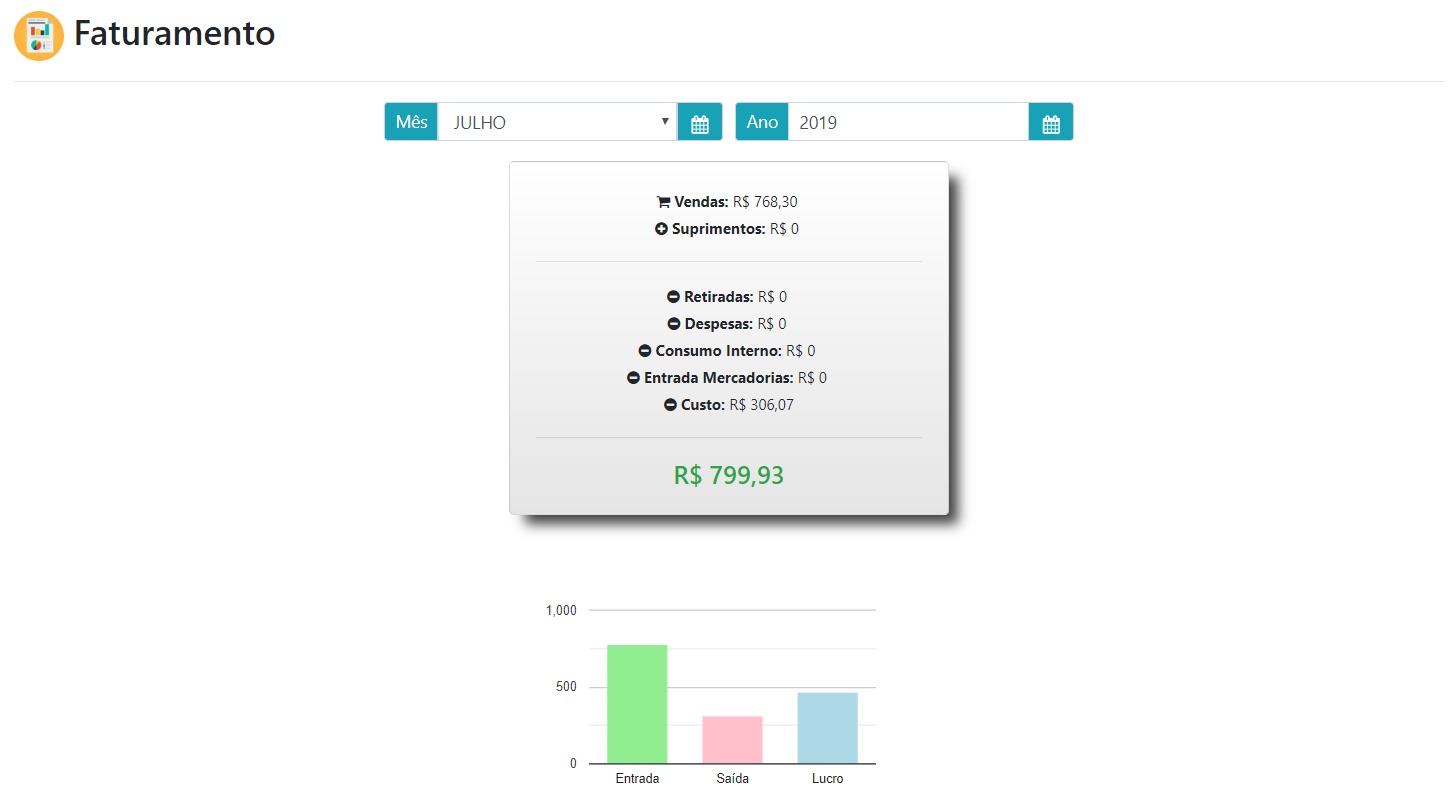 Faturamento
Mês JULHO Ano 2019
Vendas: R$ 768,30
Suprimentos: R$ 0
Retiradas: R$ 0
Despesas: R$ 0
Consumo Interno: R$ 0
Entrada Mercadorias: R$ 0
Custo: R$ 306,07
R$ 799,93
1,000
500
0
Entrada Saída Lucro